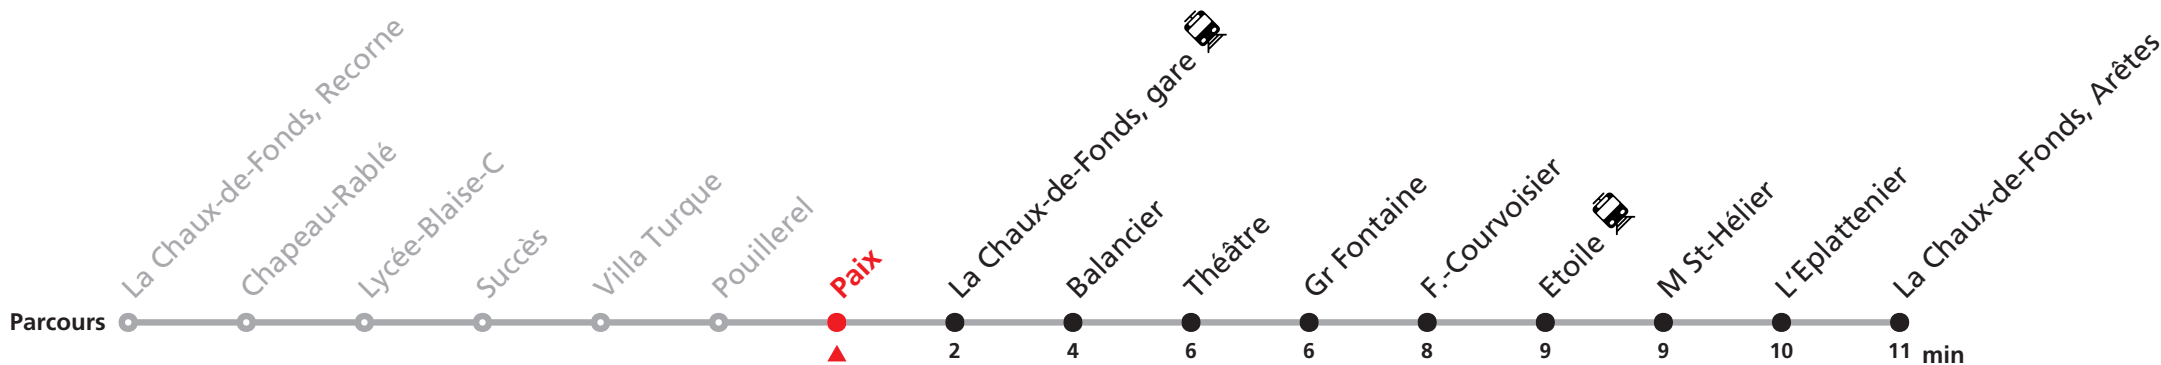 La Chaux-de-Fonds, Recorne
Chapeau-Rablé
Lycée-Blaise-C
Succès
Villa Turque
Pouillerel
Paix
La Chaux-de-Fonds, gare
Balancier
Théâtre
Gr Fontaine
F.-Courvoisier
Etoile
M St-Hélier
L'Eplattenier
La Chaux-de-Fonds, Arêtes
Parcours
2 4 6 6 8 9 9 10 11 min